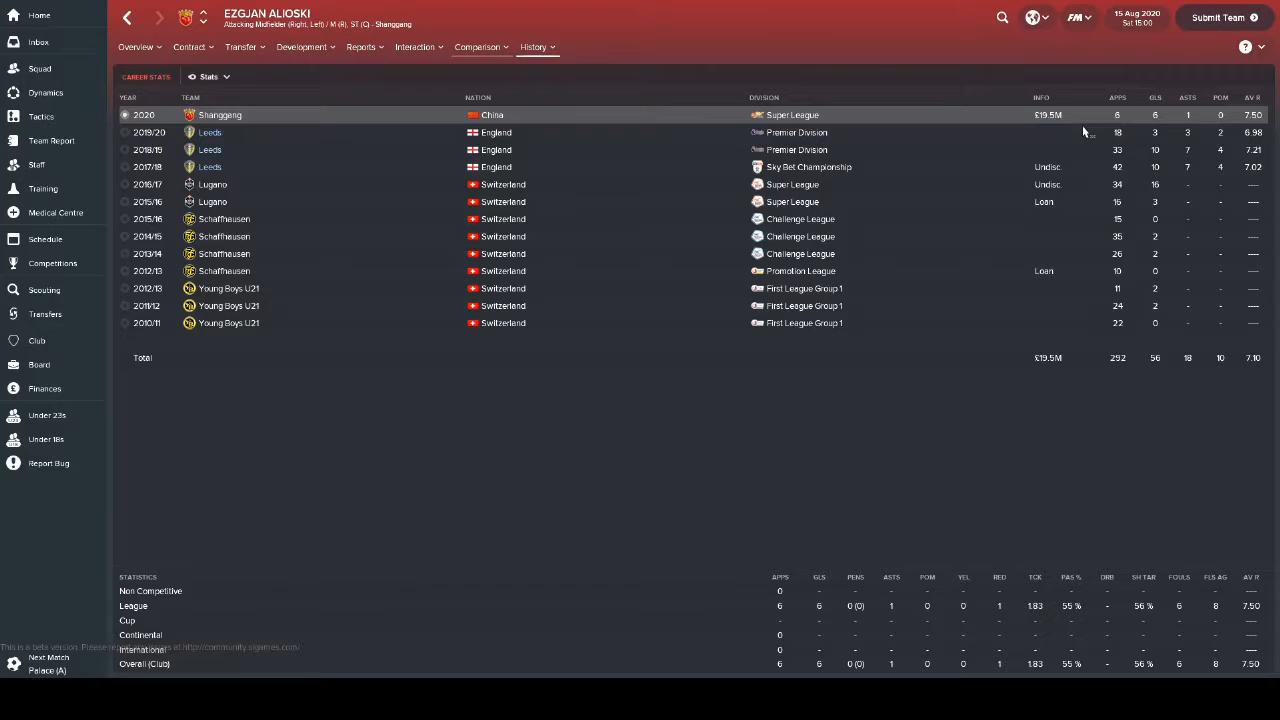 Home
Inbox
Squad
Dynamics
Tactics
Team Report
Staff
Training
Medical Centre
Schedule
Competitions
Scouting
Transfers
Club
Board
Finances
Under 23s
Under 18s
Report Bug
Next Match
Palace (A)
EZGJAN ALIOSKI
Attacking Midfielder (Right, Left) / M (R), ST (C) - Shanggang
FM
15 Aug 2020
Sat 15:00
Submit Team
Overview Contract Transfer Development Reports Interaction Comparison History
?
CAREER STATS Stats
YEAR TEAM NATION DIVISION INFO APPS GLS ASTS POM AV R
2020 Shanggang China Super League £19.5M 6 6 1 0 7.50
2019/20 Leeds England Premier Division 18 3 3 2 6.98
2018/19 Leeds England Premier Division 33 10 7 4 7.21
2017/18 Leeds England Sky Bet Championship Undisc. 42 10 7 4 7.02
2016/17 Lugano Switzerland Super League Undisc. 34 16 - - ----
2015/16 Lugano Switzerland Super League Loan 16 3 - - ----
2015/16 Schaffhausen Switzerland Challenge League 15 0 - - ----
2014/15 Schaffhausen Switzerland Challenge League 35 2 - - ----
2013/14 Schaffhausen Switzerland Challenge League 26 2 - - ----
2012/13 Schaffhausen Switzerland Promotion League Loan 10 0 - - ----
2012/13 Young Boys U21 Switzerland First League Group 1 11 2 - - ----
2011/12 Young Boys U21 Switzerland First League Group 1 24 2 - - ----
2010/11 Young Boys U21 Switzerland First League Group 1 22 0 - - ----
Total £19.5M 292 56 18 10 7.10
STATISTICS APPS GLS PENS ASTS POM YEL RED TCK PAS % DRB SH TAR FOULS FLS AG AV R
Non Competitive 0 - - - - - - - - - - - - ----
League 6 6 0 (0) 1 0 0 1 1.83 55 % - 56 % 6 8 7.50
Cup - - - - - - - - - - - - - ----
Continental 0 - - - - - - - - - - - - ----
International 0 - - - - - - - - - - - - ----
Overall (Club) 6 6 0 (0) 1 0 0 1 1.83 55 % - 56 % 6 8 7.50
This is a beta version. Please at http://community.sigames.com/